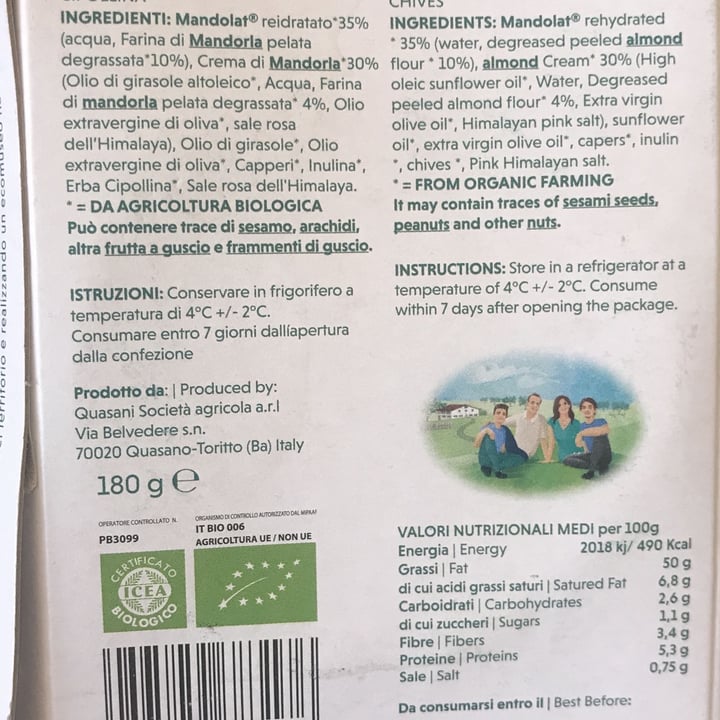 CHIVES
INGREDIENTI: Mandolat® reidratato*35%
(acqua, Farina di Mandorla pelata
degrassata*10%), Crema di Mandorla*30%
(Olio di girasole altoleico*, Acqua, Farina
di mandorla pelata degrassata* 4%, Olio
extravergine di oliva*, sale rosa
dell'Himalaya), Olio di girasole*, Olio
extravergine di oliva*, Capperi*, Inulina*,
Erba Cipollina*, Sale rosa dell'Himalaya.
* = DA AGRICOLTURA BIOLOGICA
Può contenere trace di sesamo, arachidi,
altra frutta a guscio e frammenti di guscio.
ISTRUZIONI: Conservare in frigorifero a
temperatura di 4°C +/- 2°C.
Consumare entro 7 giorni dallíapertura
dalla confezione
Prodotto da: | Produced by:
Quasani Società agricola a.r.l
Via Belvedere s.n.
70020 Quasano-Toritto (Ba) Italy
180 g e
OPERATORE CONTROLLATO N.
PB3099
ORGANISMO DI CONTROLLO AUTORIZZATO DAL MIPAAF
IT BIO 006
AGRICOLTURA UE / NON UE
CERTIFICATO
ICEA
BIOLOGICO
INGREDIENTS: Mandolat® rehydrated
* 35% (water, degreased peeled almond
flour * 10%), almond Cream* 30% (High
oleic sunflower oil*, Water, Degreased
peeled almond flour* 4%, Extra virgin
olive oil*, Himalayan pink salt), sunflower
oil*, extra virgin olive oil*, capers*, inulin
*, chives *, Pink Himalayan salt.
* = FROM ORGANIC FARMING
It may contain traces of sesami seeds,
peanuts and other nuts.
INSTRUCTIONS: Store in a refrigerator at a
temperature of 4°C +/- 2°C. Consume
within 7 days after opening the package.
VALORI NUTRIZIONALI MEDI per 100g
Energia | Energy 2018 kj/ 490 Kcal
Grassi | Fat 50 g
di cui acidi grassi saturi | Satured Fat 6,8 g
Carboidrati | Carbohydrates 2,6 g
di cui zuccheri | Sugars 1,1 g
Fibre | Fibers 3,4 g
Proteine | Proteins 5,3 g
Sale | Salt 0,75 g
Da consumarsi entro il | Best Before:
territorio e realizzando un ecomuseo